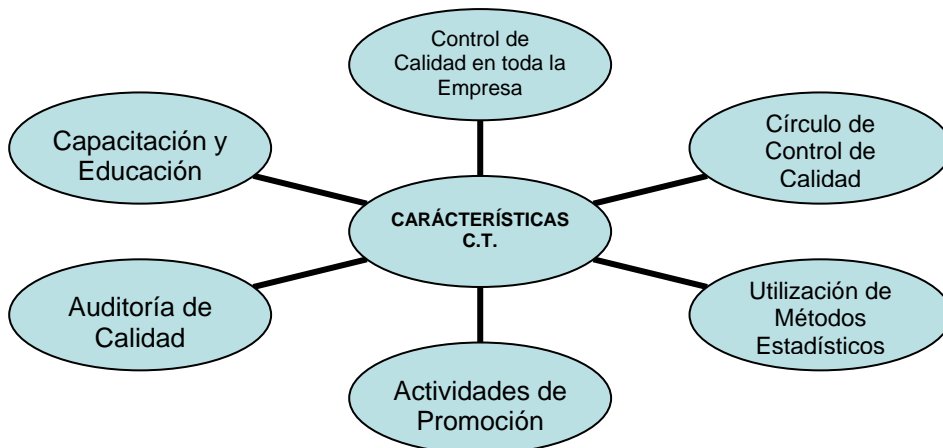 Control de
Calidad en toda la
Empresa
Capacitación y
Educación
Círculo de
Control de
Calidad
CARÁCTERÍSTICAS
C.T.
Auditoría de
Calidad
Utilización de
Métodos
Estadísticos
Actividades de
Promoción